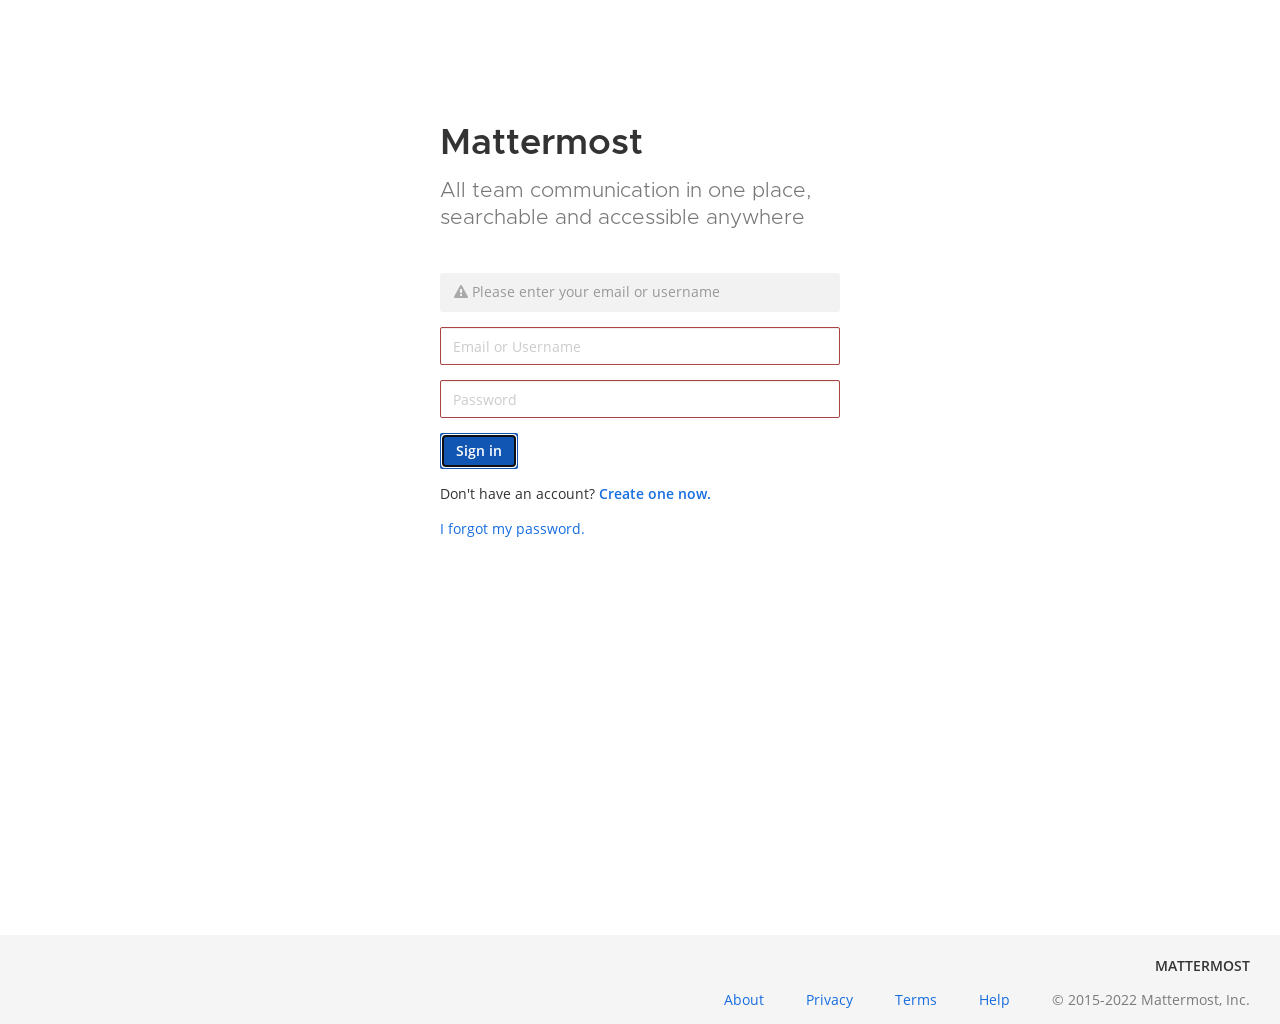 Mattermost
All team communication in one place,
searchable and accessible anywhere
Please enter your email or username
Email or Username
Password
Sign in
Don't have an account? Create one now.
I forgot my password.
MATTERMOST
About Privacy Terms Help © 2015-2022 Mattermost, Inc.